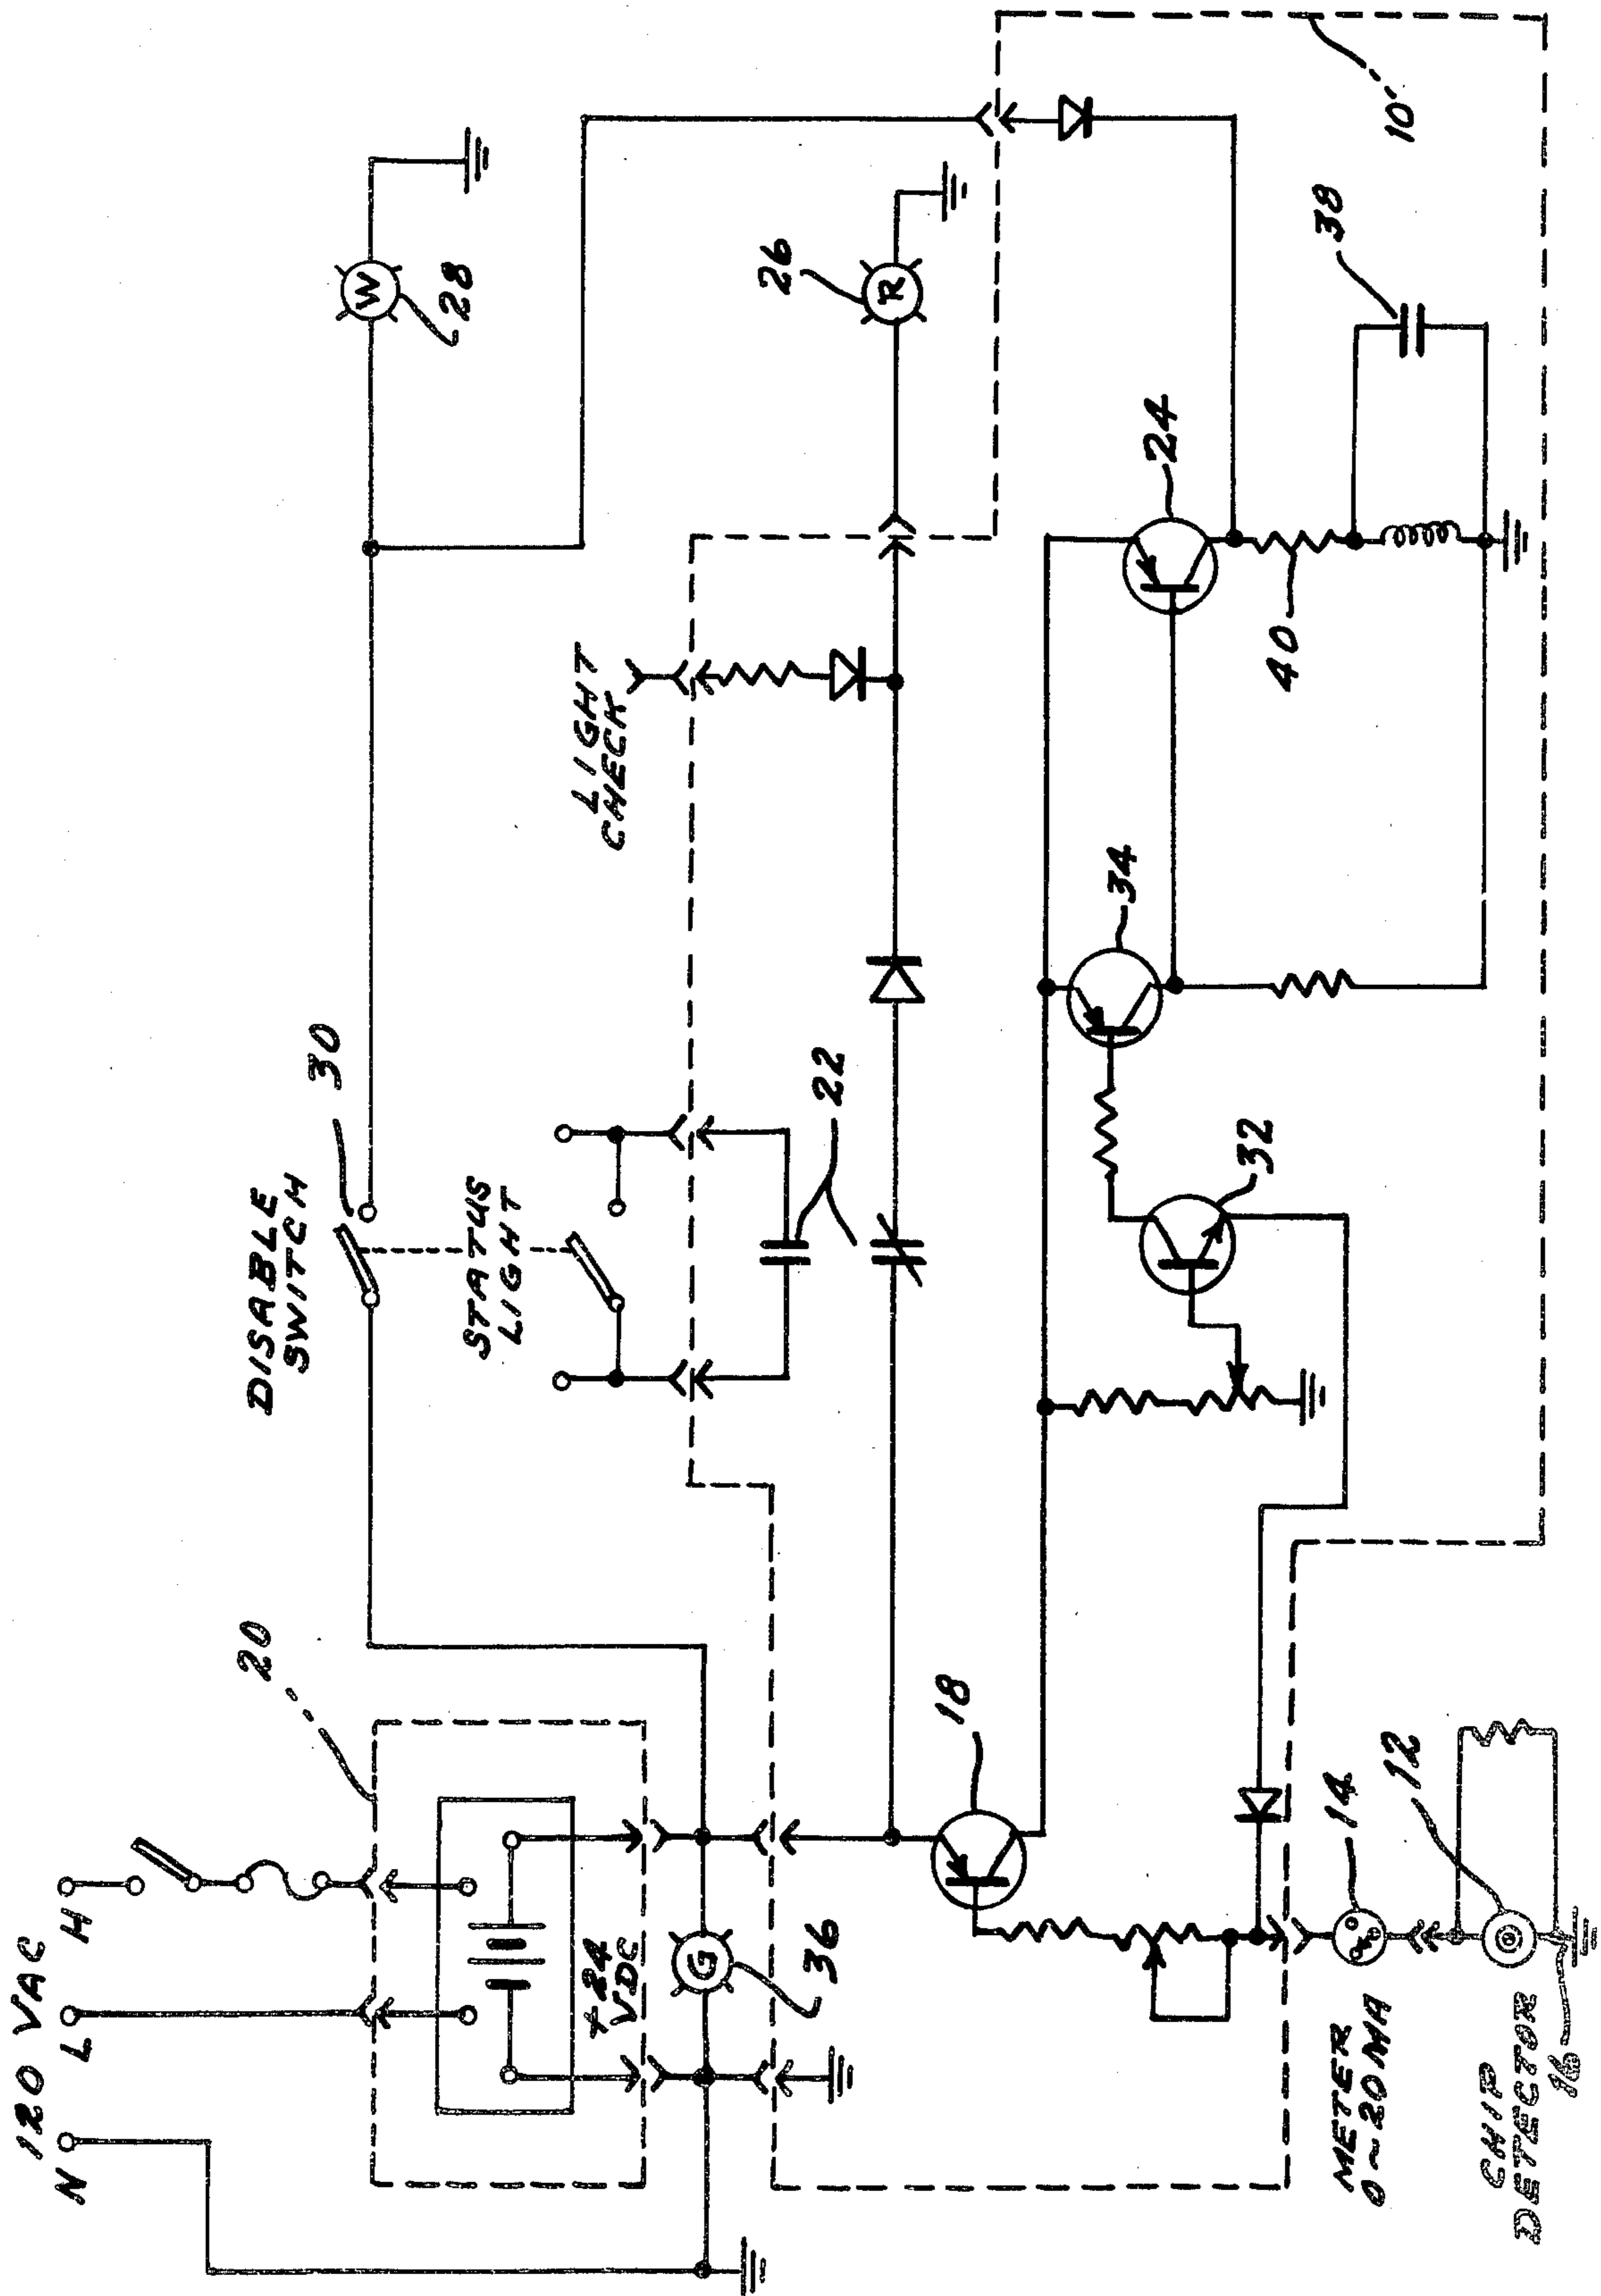 120 VAC
N
L
H
20
+24
VDC
G
36
DISABLE
SWITCH
30
STATUS
LIGHT
LIGHT
CHECK
W
28
22
26
R
10'
18
32
34
24
40
38
METER
0~20MA
14
CHIP
DETECTOR
12
16